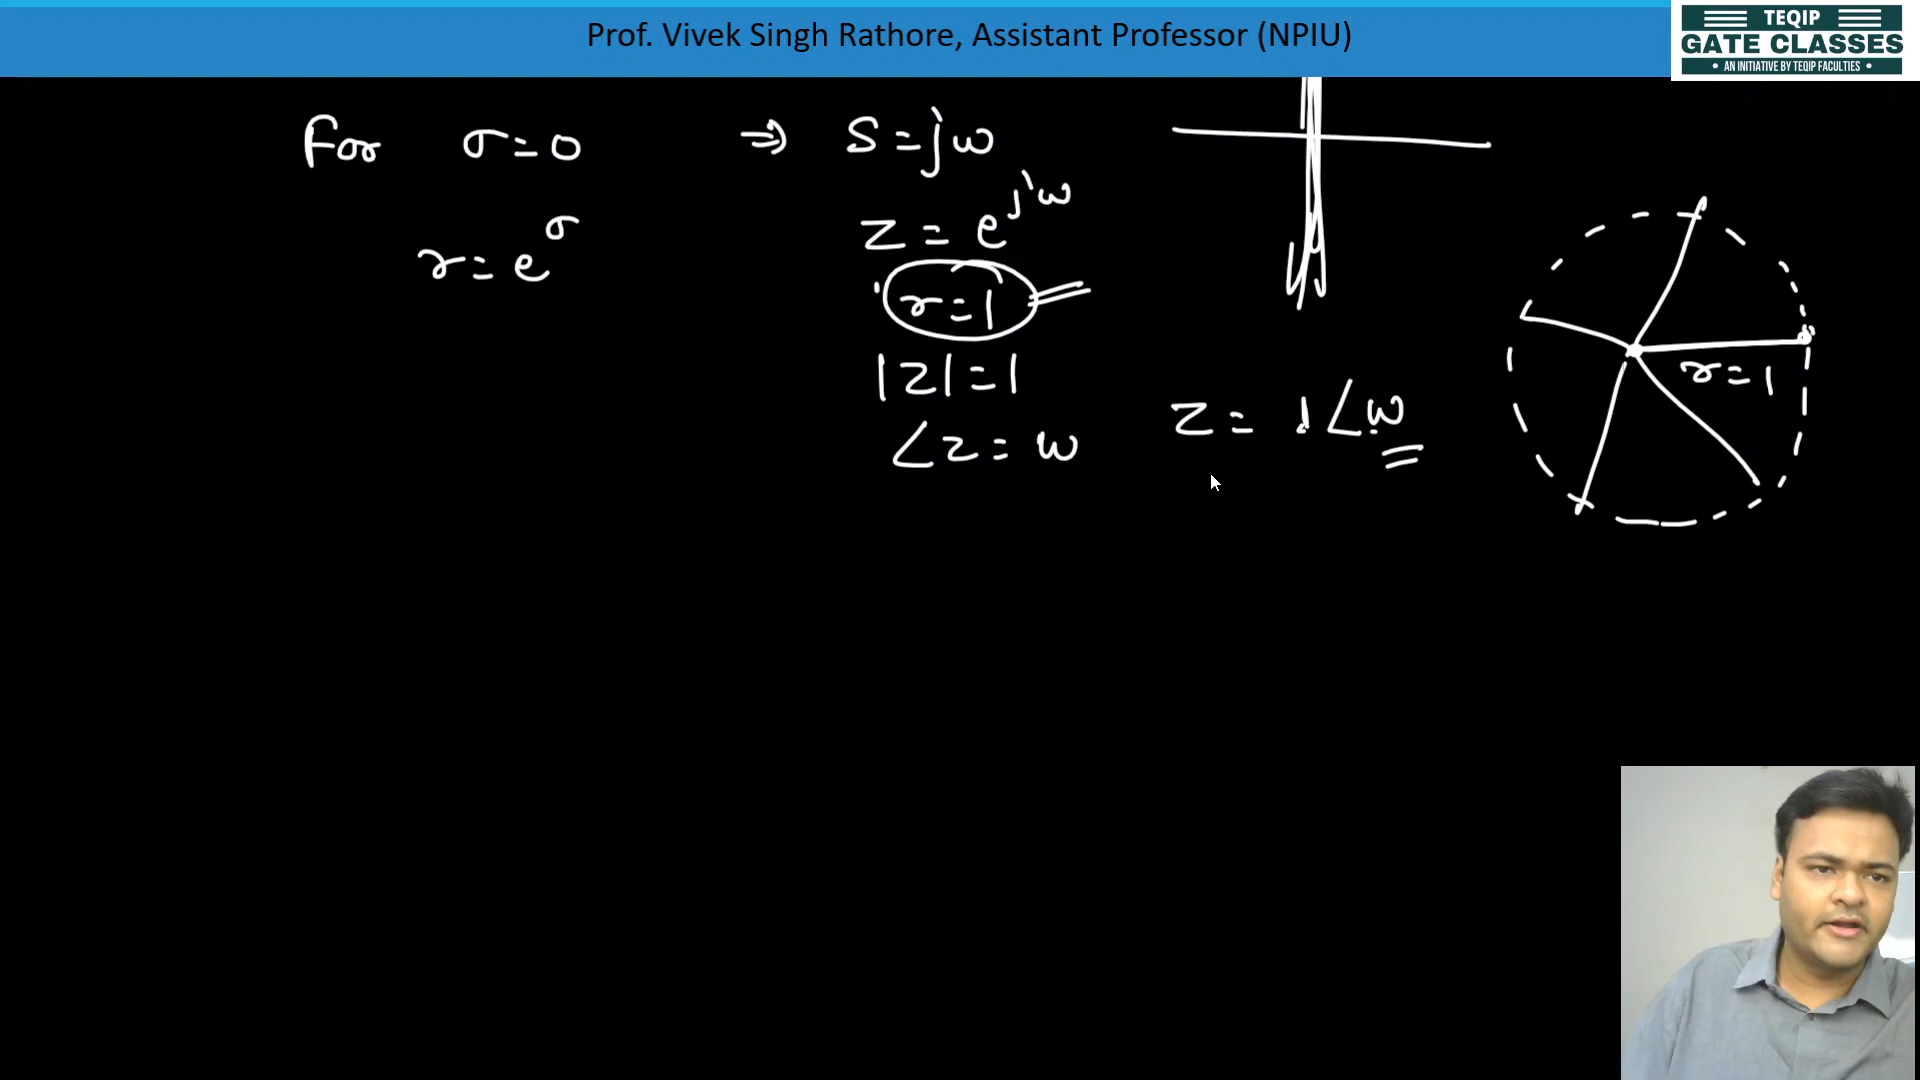 Prof. Vivek Singh Rathore, Assistant Professor (NPIU)
TEQIP
GATE CLASSES
• AN INITIATIVE BY TEQIP FACULTIES •
For σ=0 ⇒ S=jω
r=e^σ
z=e^jω
r=1
|z|=1
∠z=ω
z=1∠ω
r=1